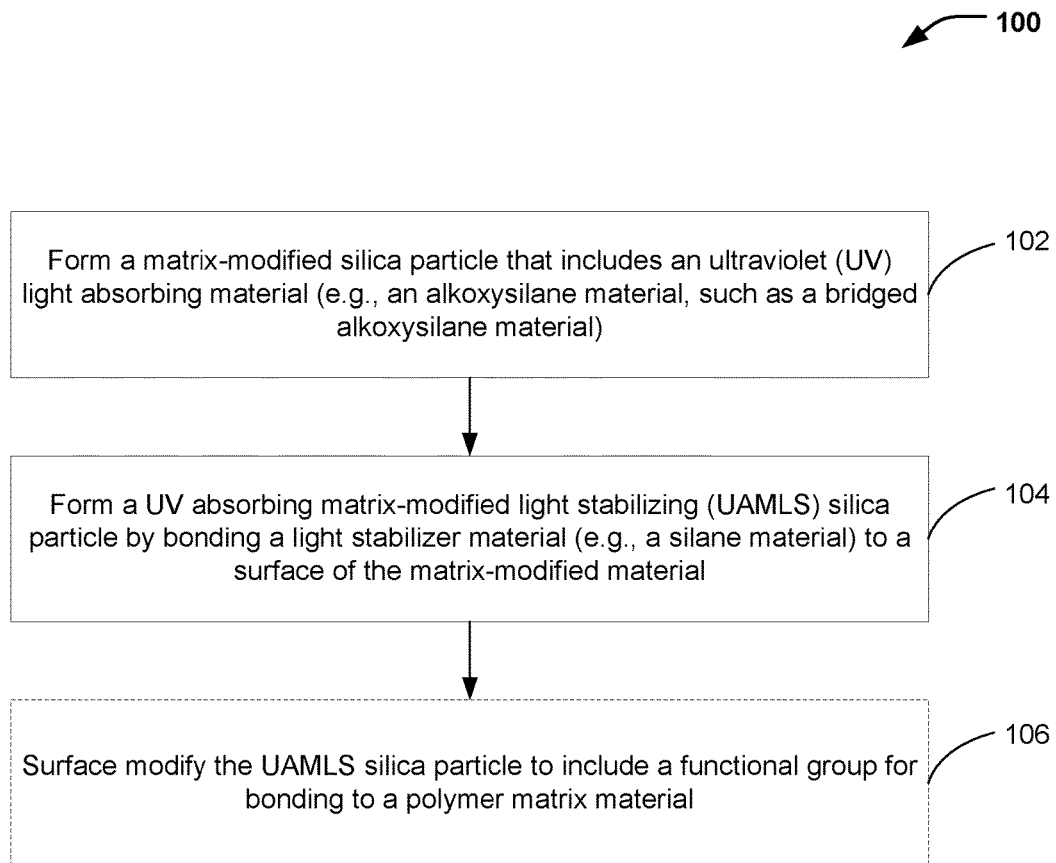 100
Form a matrix-modified silica particle that includes an ultraviolet (UV)
light absorbing material (e.g., an alkoxysilane material, such as a bridged
alkoxysilane material)
102
Form a UV absorbing matrix-modified light stabilizing (UAMLS) silica
particle by bonding a light stabilizer material (e.g., a silane material) to a
surface of the matrix-modified material
104
Surface modify the UAMLS silica particle to include a functional group for
bonding to a polymer matrix material
106